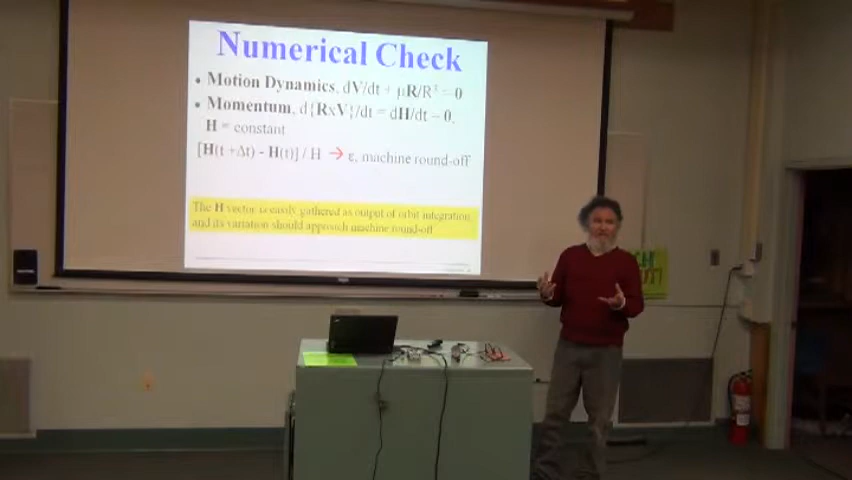 Numerical Check
• Motion Dynamics, dV/dt + μR/R³ = 0
• Momentum, d{RxV}/dt = dH/dt = 0,
H = constant
[H(t +Δt) - H(t)] / H → ε, machine round-off
The H vector is easily gathered as output of orbit integration
and its variation should approach machine round-off